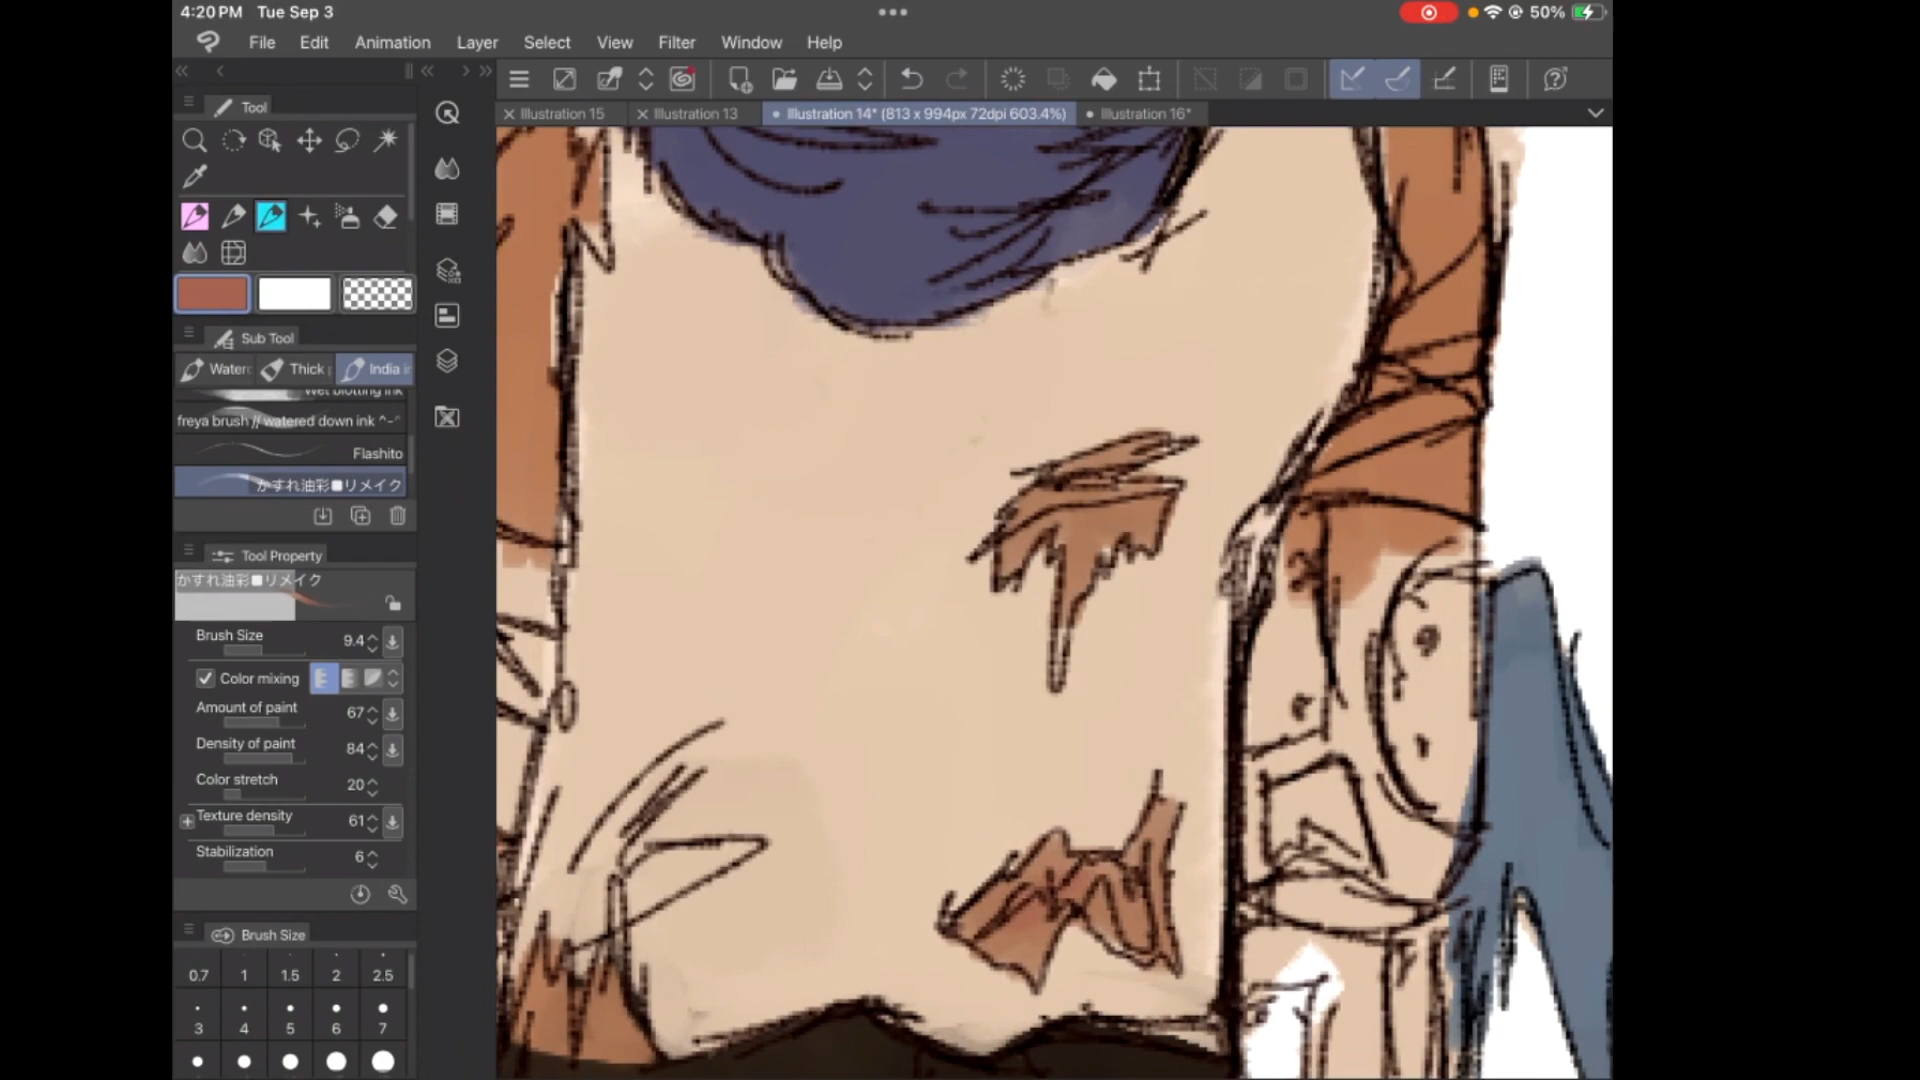 4:20 PM Tue Sep 3
50%
File Edit Animation Layer Select View Filter Window Help
Tool
Illustration 15
Illustration 13
Illustration 14* (813 x 994px 72dpi 603.4%)
Illustration 16*
Sub Tool
Thick
India
Wet blotting ink
freya brush // watered down ink ^-^
Flashito
かすれ油彩■リメイク
Tool Property
かすれ油彩■リメイク
Brush Size 9.4
Color mixing
Amount of paint 67
Density of paint 84
Color stretch 20
Texture density 61
Stabilization 6
Brush Size
0.7 1 1.5 2 2.5
3 4 5 6 7